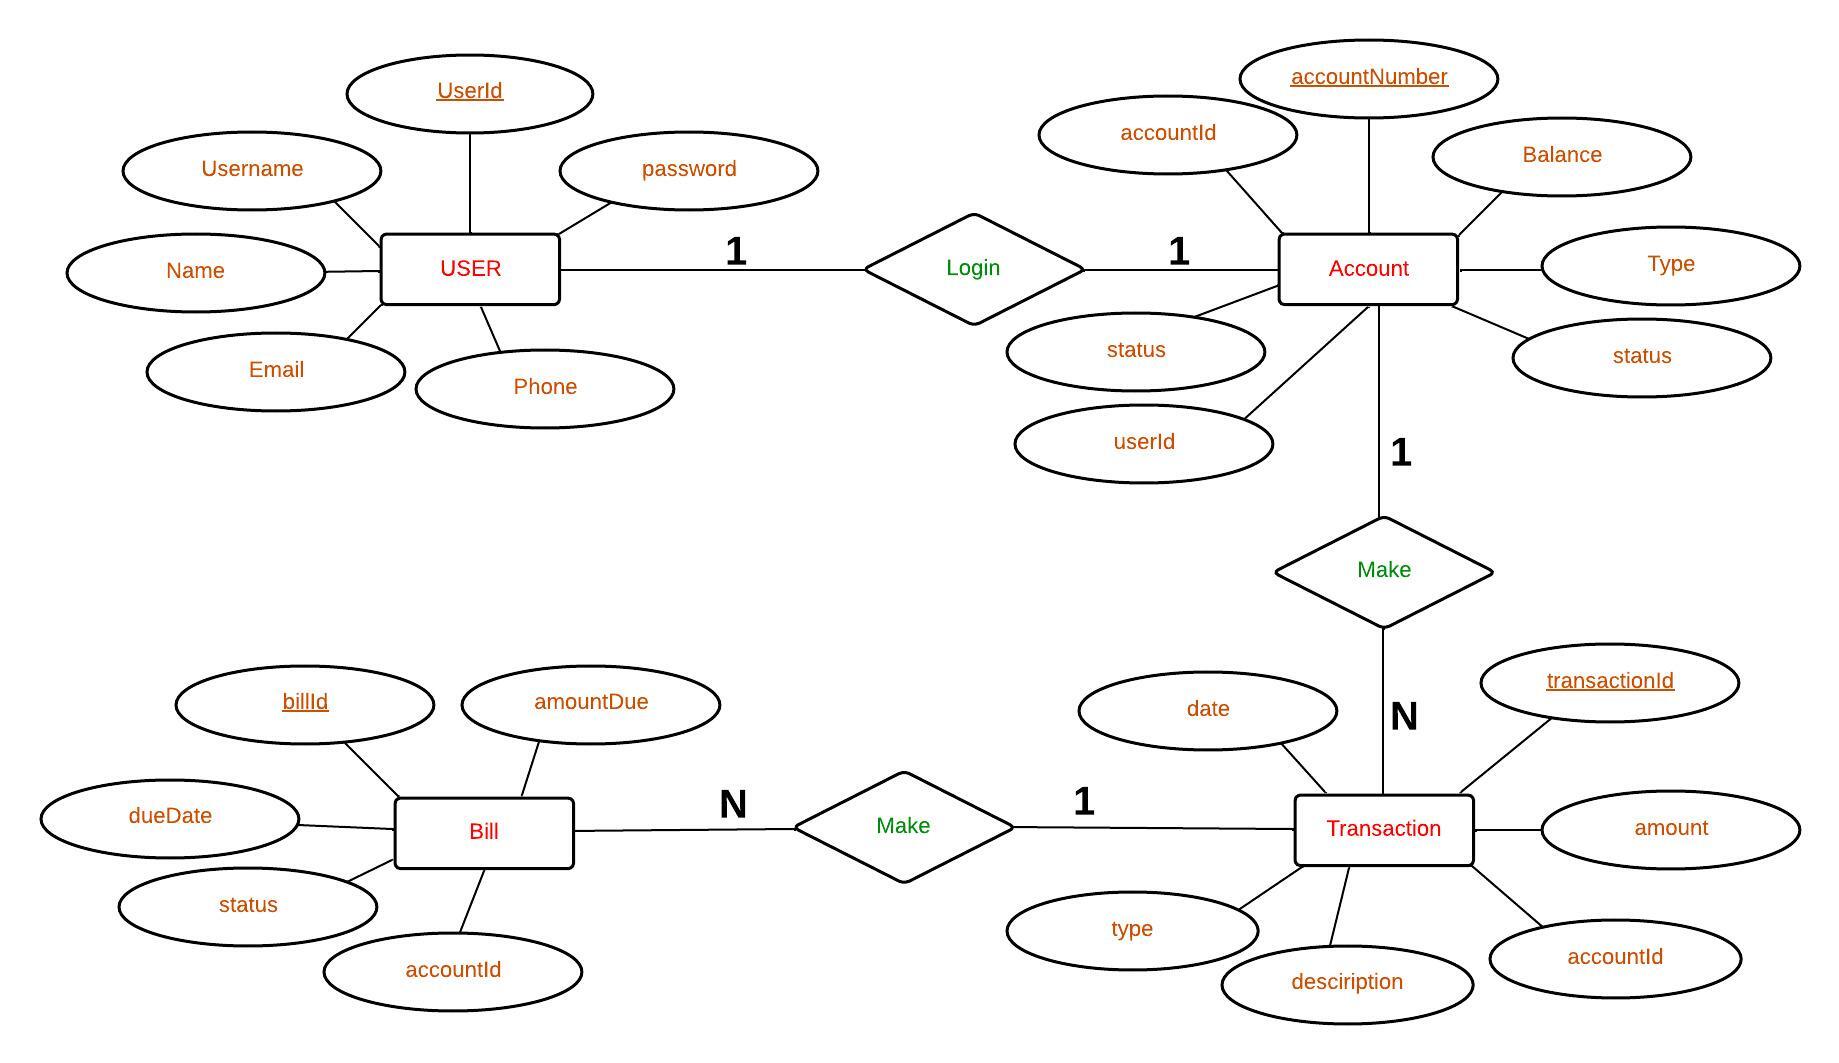 accountNumber
UserId
accountId
Balance
Username
password
Name
USER
1
Login
1
Account
Type
Email
Phone
status
status
userId
1
Make
billId
amountDue
date
N
transactionId
dueDate
Bill
N
Make
1
Transaction
amount
status
type
accountId
accountId
desciription